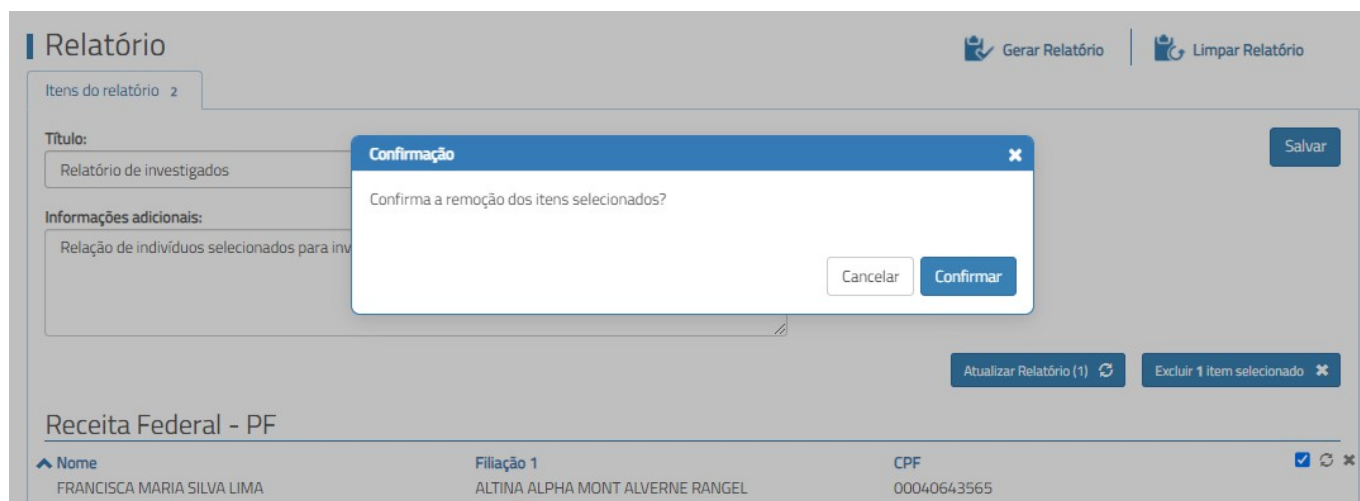 Relatório
Gerar Relatório
Limpar Relatório
Itens do relatório 2
Título:
Salvar
Relatório de investigados
Confirmação
Confirma a remoção dos itens selecionados?
Informações adicionais:
Relação de indivíduos selecionados para inv
Cancelar
Confirmar
Atualizar Relatório (1)
Excluir 1 item selecionado
Receita Federal - PF
Nome Filiação 1 CPF
FRANCISCA MARIA SILVA LIMA ALTINA ALPHA MONT ALVERNE RANGEL 00040643565